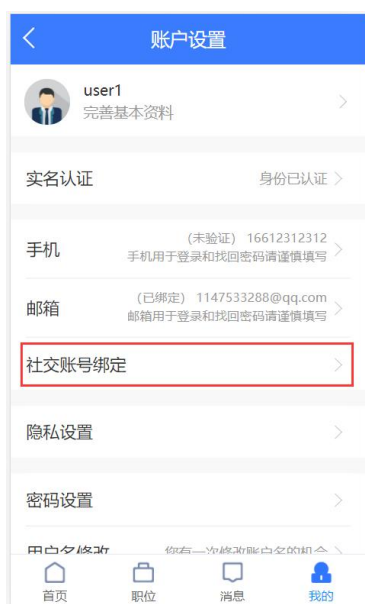 账户设置
user1
完善基本资料
实名认证
身份已认证
手机
(未验证) 16612312312
手机用于登录和找回密码请谨慎填写
邮箱
(已绑定) 1147533288@qq.com
邮箱用于登录和找回密码请谨慎填写
社交账号绑定
隐私设置
密码设置
用户名修改
您有一次修改账户名的机会
首页
职位
消息
我的